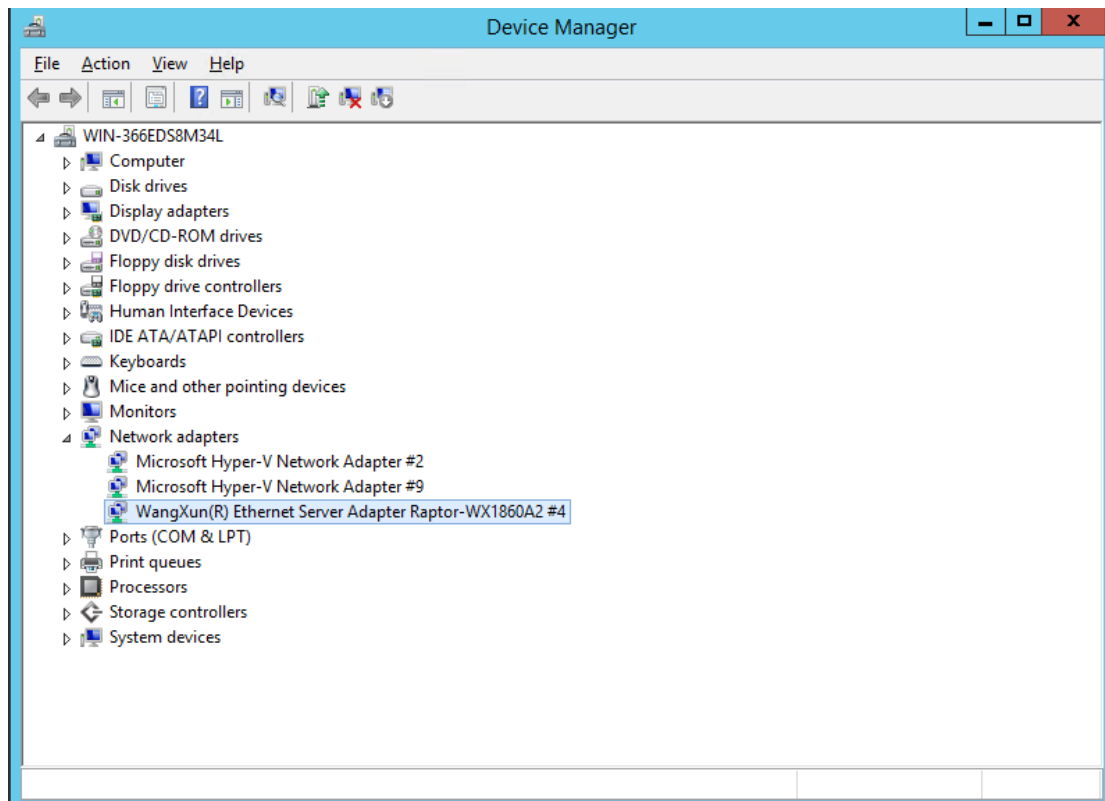 Device Manager
File Action View Help
WIN-366EDS8M34L
Computer
Disk drives
Display adapters
DVD/CD-ROM drives
Floppy disk drives
Floppy drive controllers
Human Interface Devices
IDE ATA/ATAPI controllers
Keyboards
Mice and other pointing devices
Monitors
Network adapters
Microsoft Hyper-V Network Adapter #2
Microsoft Hyper-V Network Adapter #9
WangXun(R) Ethernet Server Adapter Raptor-WX1860A2 #4
Ports (COM & LPT)
Print queues
Processors
Storage controllers
System devices